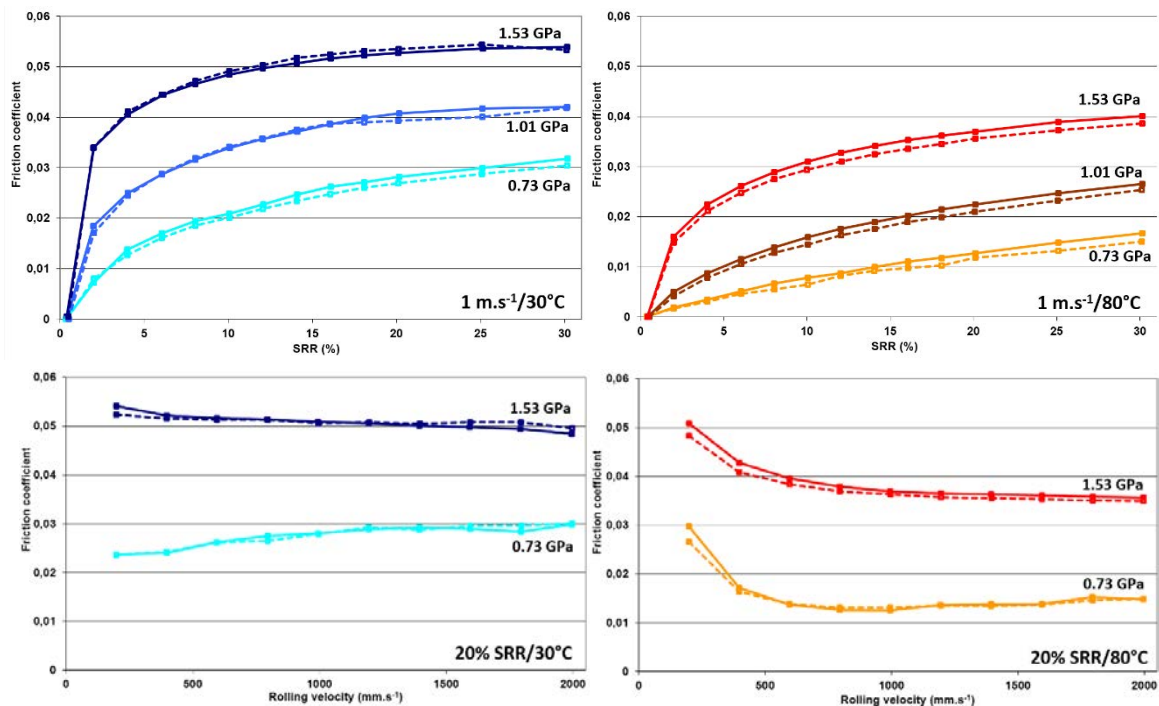 0,06
0,05
0,04
0,03
0,02
0,01
0
Friction coefficient
1.53 GPa
1.01 GPa
0.73 GPa
1 m.s⁻¹/30°C
0 5 10 15 20 25 30
SRR (%)
0,06
0,05
0,04
0,03
0,02
0,01
0
Friction coefficient
1.53 GPa
1.01 GPa
0.73 GPa
1 m.s⁻¹/80°C
0 5 10 15 20 25 30
SRR (%)
0,06
0,05
0,04
0,03
0,02
0,01
0
Friction coefficient
1.53 GPa
0.73 GPa
20% SRR/30°C
0 500 1000 1500 2000
Rolling velocity (mm.s⁻¹)
0,06
0,05
0,04
0,03
0,02
0,01
0
Friction coefficient
1.53 GPa
0.73 GPa
20% SRR/80°C
0 500 1000 1500 2000
Rolling velocity (mm.s⁻¹)